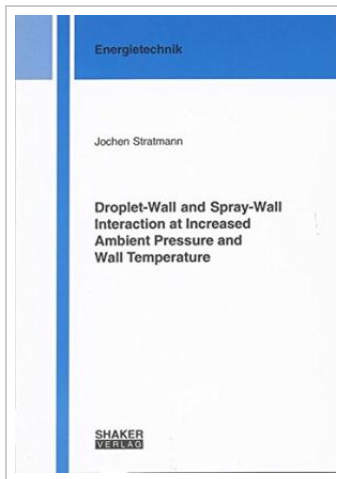 Energietechnik
Jochen Stratmann
Droplet-Wall and Spray-Wall
Interaction at Increased
Ambient Pressure and
Wall Temperature
SHAKER
VERLAG